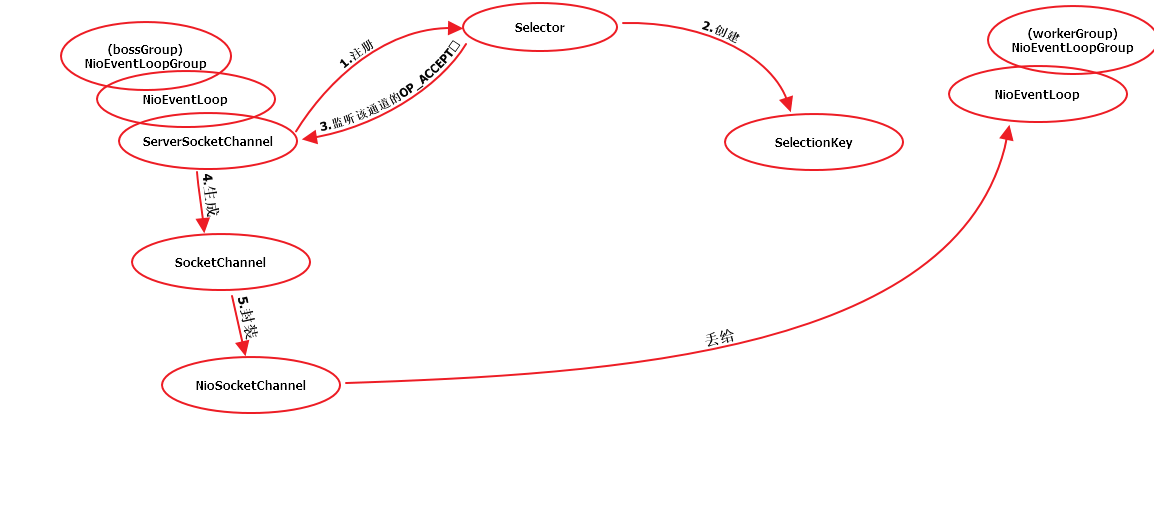 (bossGroup)
NioEventLoopGroup
NioEventLoop
ServerSocketChannel
1.注册
Selector
3.监听该通道的OP_ACCEPT□
2.创建
SelectionKey
(workerGroup)
NioEventLoopGroup
NioEventLoop
4.生成
SocketChannel
5.封装
NioSocketChannel
丢给